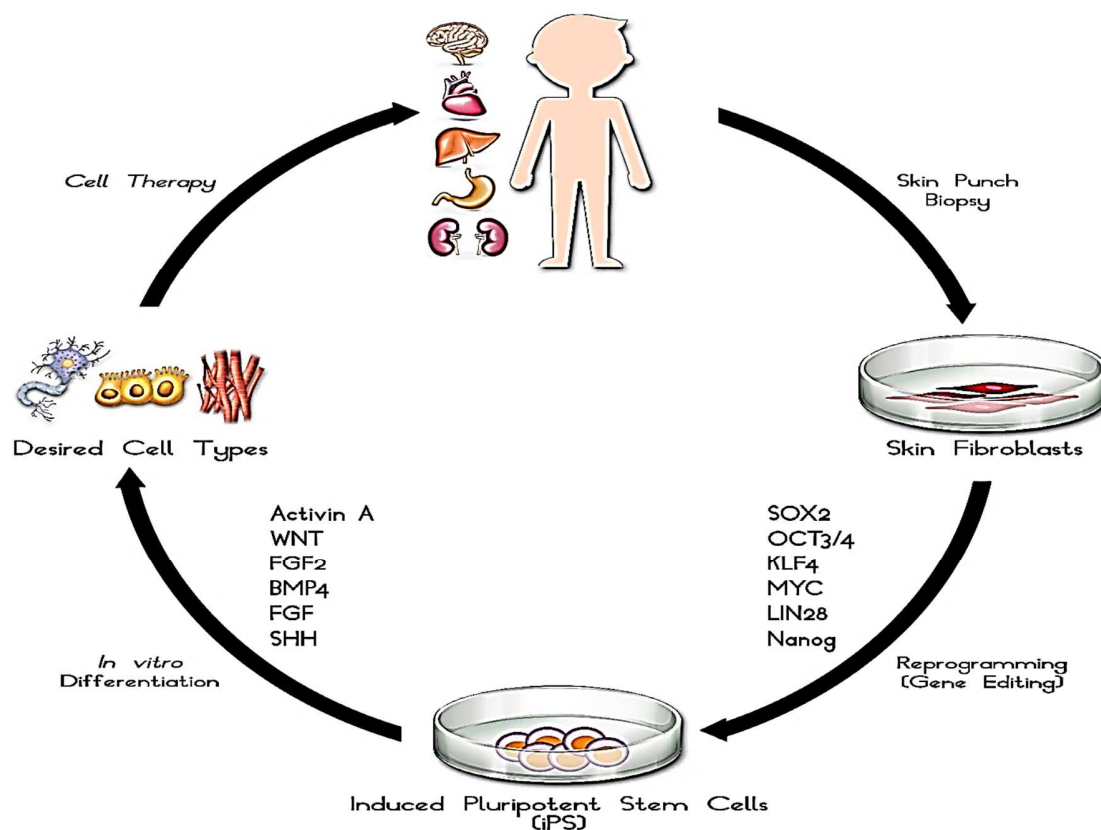 Cell Therapy
Skin Punch
Biopsy
Desired Cell Types
Skin Fibroblasts
Activin A
WNT
FGF2
BMP4
FGF
SHH
SOX2
OCT3/4
KLF4
MYC
LIN28
Nanog
In vitro
Differentiation
Reprogramming
(Gene Editing)
Induced Pluripotent Stem Cells
(iPS)